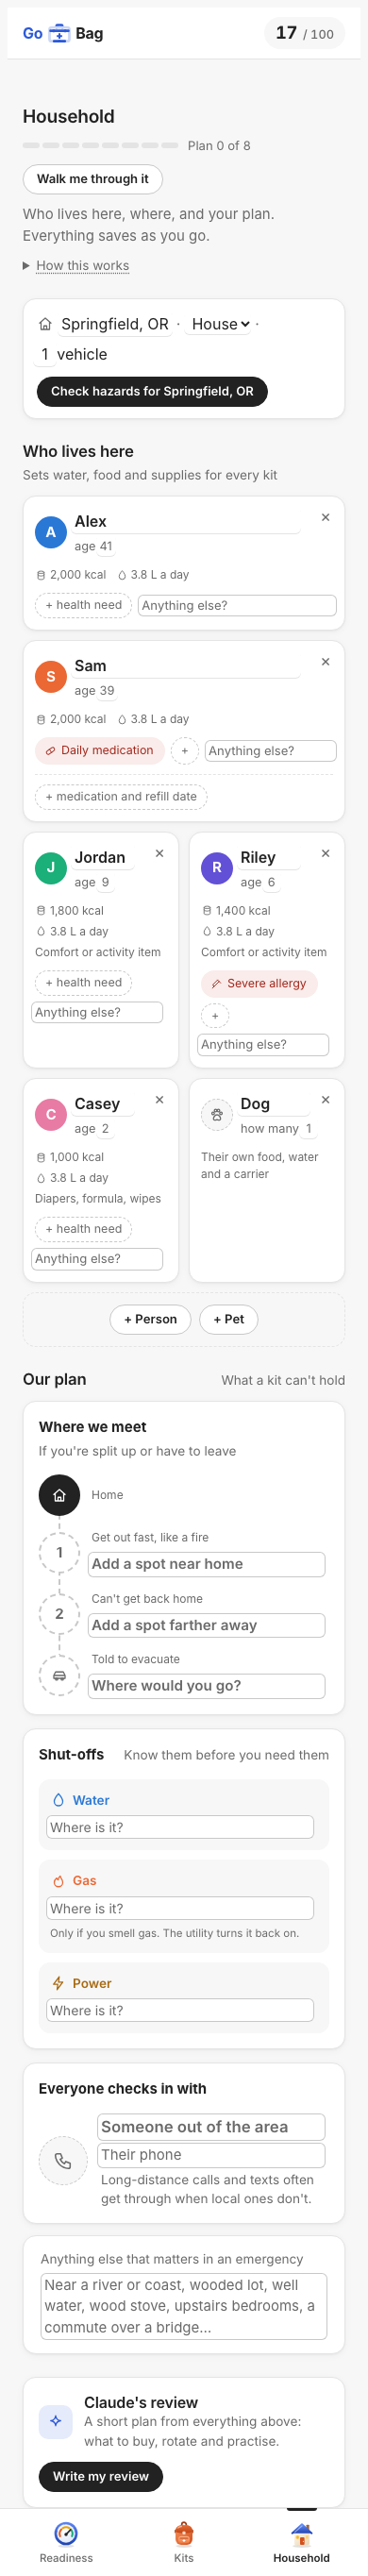 Go Bag
17 / 100
Household
Plan 0 of 8
Walk me through it
Who lives here, where, and your plan.
Everything saves as you go.
How this works
Springfield, OR · House ·
1 vehicle
Check hazards for Springfield, OR
Who lives here
Sets water, food and supplies for every kit
A Alex ×
age 41
2,000 kcal 3.8 L a day
+ health need Anything else?
S Sam ×
age 39
2,000 kcal 3.8 L a day
Daily medication + Anything else?
+ medication and refill date
J Jordan ×
age 9
1,800 kcal
3.8 L a day
Comfort or activity item
+ health need
Anything else?
R Riley ×
age 6
1,400 kcal
3.8 L a day
Comfort or activity item
Severe allergy
+
Anything else?
C Casey ×
age 2
1,000 kcal
3.8 L a day
Diapers, formula, wipes
+ health need
Anything else?
Dog ×
how many 1
Their own food, water
and a carrier
+ Person + Pet
Our plan What a kit can't hold
Where we meet
If you're split up or have to leave
Home
Get out fast, like a fire
1 Add a spot near home
Can't get back home
2 Add a spot farther away
Told to evacuate
Where would you go?
Shut-offs Know them before you need them
Water
Where is it?
Gas
Where is it?
Only if you smell gas. The utility turns it back on.
Power
Where is it?
Everyone checks in with
Someone out of the area
Their phone
Long-distance calls and texts often
get through when local ones don't.
Anything else that matters in an emergency
Near a river or coast, wooded lot, well
water, wood stove, upstairs bedrooms, a
commute over a bridge...
Claude's review
A short plan from everything above:
what to buy, rotate and practise.
Write my review
Readiness Kits Household